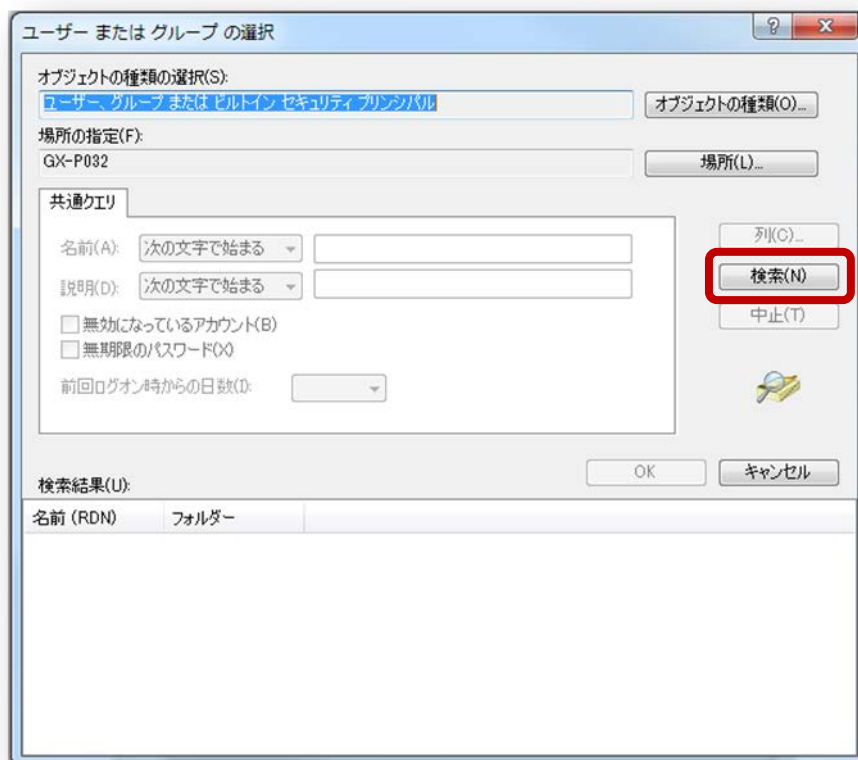 ユーザー または グループ の選択
オブジェクトの種類の選択(S):
ユーザー、グループ または ビルトイン セキュリティ プリンシパル
オブジェクトの種類(O)...
場所の指定(F):
GX-P032
場所(L)...
共通クエリ
名前(A):
次の文字で始まる
列(C)...
説明(D):
次の文字で始まる
検索(N)
無効になっているアカウント(B)
中止(T)
無期限のパスワード(X)
前回ログオン時からの日数(I):
OK
キャンセル
検索結果(U):
名前 (RDN)
フォルダー